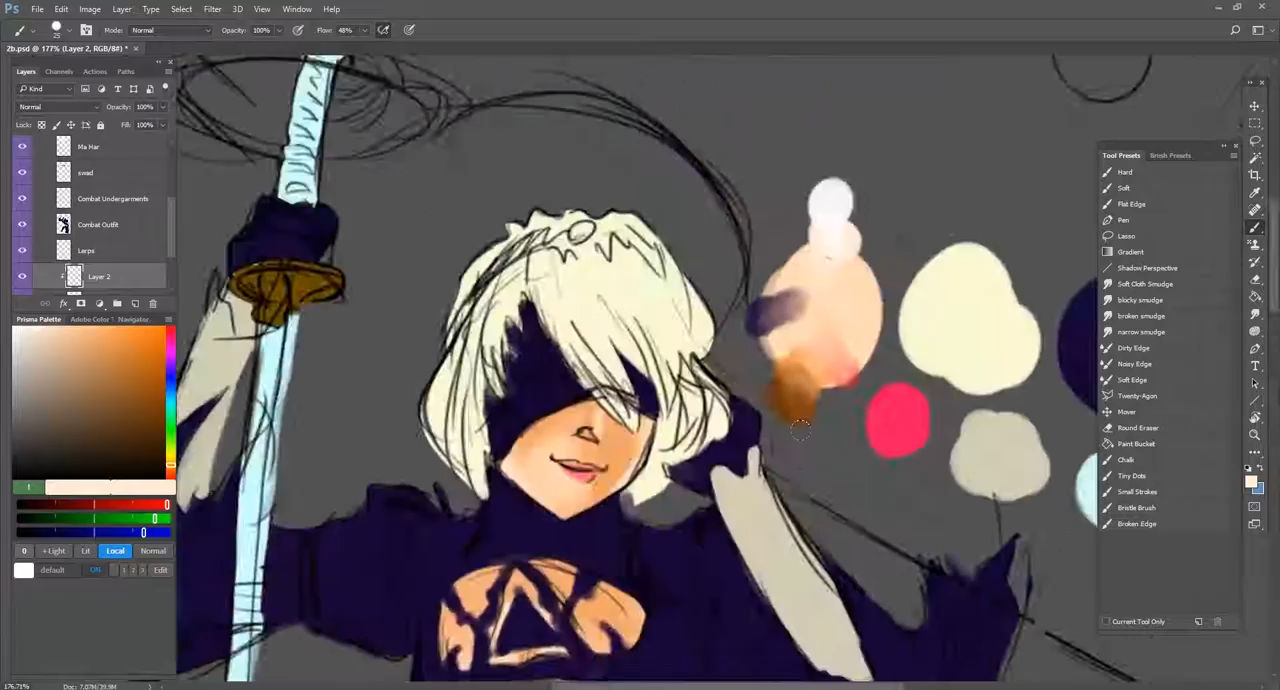 Ps File Edit Image Layer Type Select Filter 3D View Window Help
25 Mode: Normal Opacity: 100% Flow: 48%
2b.psd @ 177% (Layer 2, RGB/8#) *
Layers Channels Actions Paths
Kind
Normal Opacity: 100%
Lock: Fill: 100%
Ma Har
swad
Combat Undergarments
Combat Outfit
Lerps
Layer 2
fx
Prisma Palette Adobe Color T Navigator
!
0 +Light Lit Local Normal
default ON 1 2 3 Edit
176.71% Doc: 7.07M/39.9M
Tool Presets Brush Presets
Hard
Soft
Flat Edge
Pen
Lasso
Gradient
Shadow Perspective
Soft Cloth Smudge
blocky smudge
broken smudge
narrow smudge
Dirty Edge
Noisy Edge
Soft Edge
Twenty-Agon
Mover
Round Eraser
Paint Bucket
Chalk
Tiny Dots
Small Strokes
Bristle Brush
Broken Edge
Current Tool Only